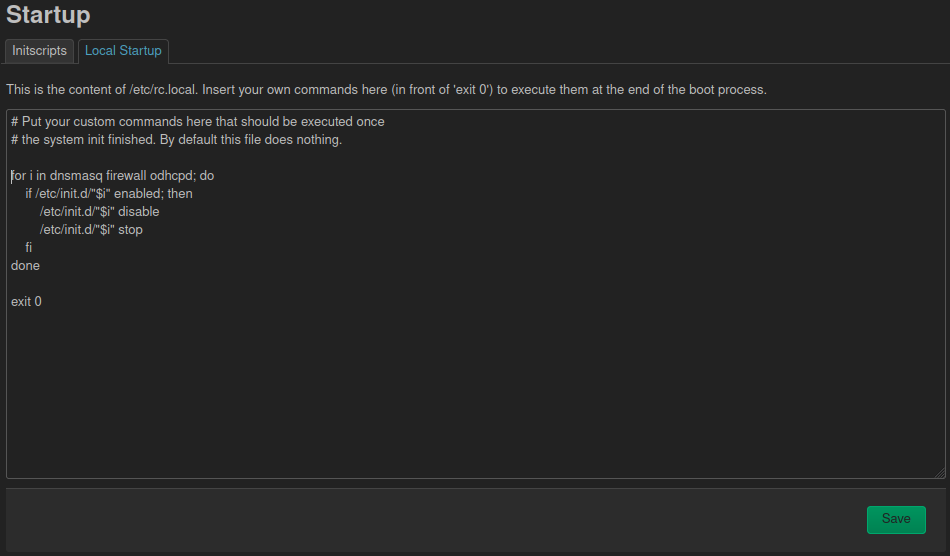 Startup
Initscripts
Local Startup
This is the content of /etc/rc.local. Insert your own commands here (in front of 'exit 0') to execute them at the end of the boot process.
# Put your custom commands here that should be executed once
# the system init finished. By default this file does nothing.
for i in dnsmasq firewall odhcpd; do
if /etc/init.d/"$i" enabled; then
/etc/init.d/"$i" disable
/etc/init.d/"$i" stop
fi
done
exit 0
Save